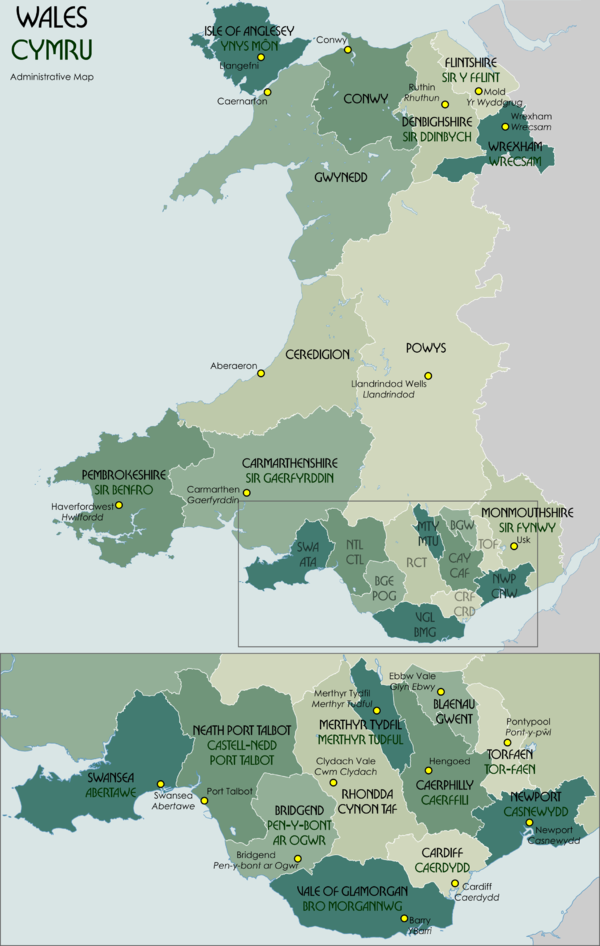 WALES
CYMRU
Administrative Map
ISLE OF ANGLESEY
YNYS MÔN
Llangefni
Caernarfon
Conwy
CONWY
FLINTSHIRE
SIR Y FFLINT
Ruthin
Rhuthun
Mold
Yr Wyddgrug
DENBIGHSHIRE
SIR DDINBYCH
Wrexham
Wrecsam
WREXHAM
WRECSAM
GWYNEDD
CEREDIGION
POWYS
Aberaeron
Llandrindod Wells
Llandrindod
CARMARTHENSHIRE
SIR GAERFYRDDIN
PEMBROKESHIRE
SIR BENFRO
Carmarthen
Gaerfyrddin
Haverfordwest
Hwlffordd
MONMOUTHSHIRE
SIR FYNWY
Usk
SWA
ATA
NTL
CTL
BGE
POG
RCT
MTY
MTU
BGW
CAY
CAF
TOF
NWP
CNW
CRF
CRD
VGL
BMG
Ebbw Vale
Glyn Ebwy
Merthyr Tydfil
Merthyr Tudful
BLAENAU
GWENT
Pontypool
Pont-y-pŵl
NEATH PORT TALBOT
CASTELL-NEDD
PORT TALBOT
MERTHYR TYDFIL
MERTHYR TUDFUL
TORFAEN
TOR-FAEN
Clydach Vale
Cwm Clydach
Hengoed
SWANSEA
ABERTAWE
Swansea
Abertawe
Port Talbot
RHONDDA
CYNON TAF
CAERPHILLY
CAERFFILI
NEWPORT
CASNEWYDD
Newport
Casnewydd
BRIDGEND
PEN-Y-BONT
AR OGWR
Bridgend
Pen-y-bont ar Ogwr
CARDIFF
CAERDYDD
Cardiff
Caerdydd
VALE OF GLAMORGAN
BRO MORGANNWG
Barry
Y Barri